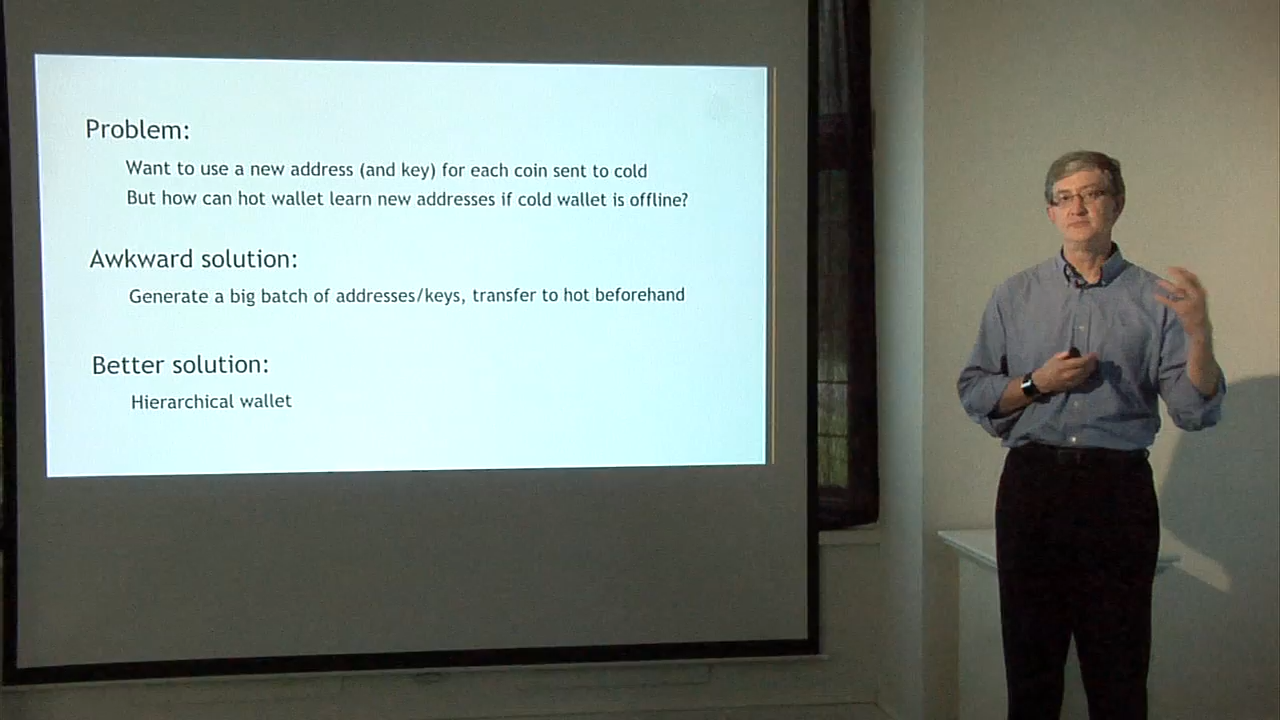 Problem:
Want to use a new address (and key) for each coin sent to cold
But how can hot wallet learn new addresses if cold wallet is offline?
Awkward solution:
Generate a big batch of addresses/keys, transfer to hot beforehand
Better solution:
Hierarchical wallet